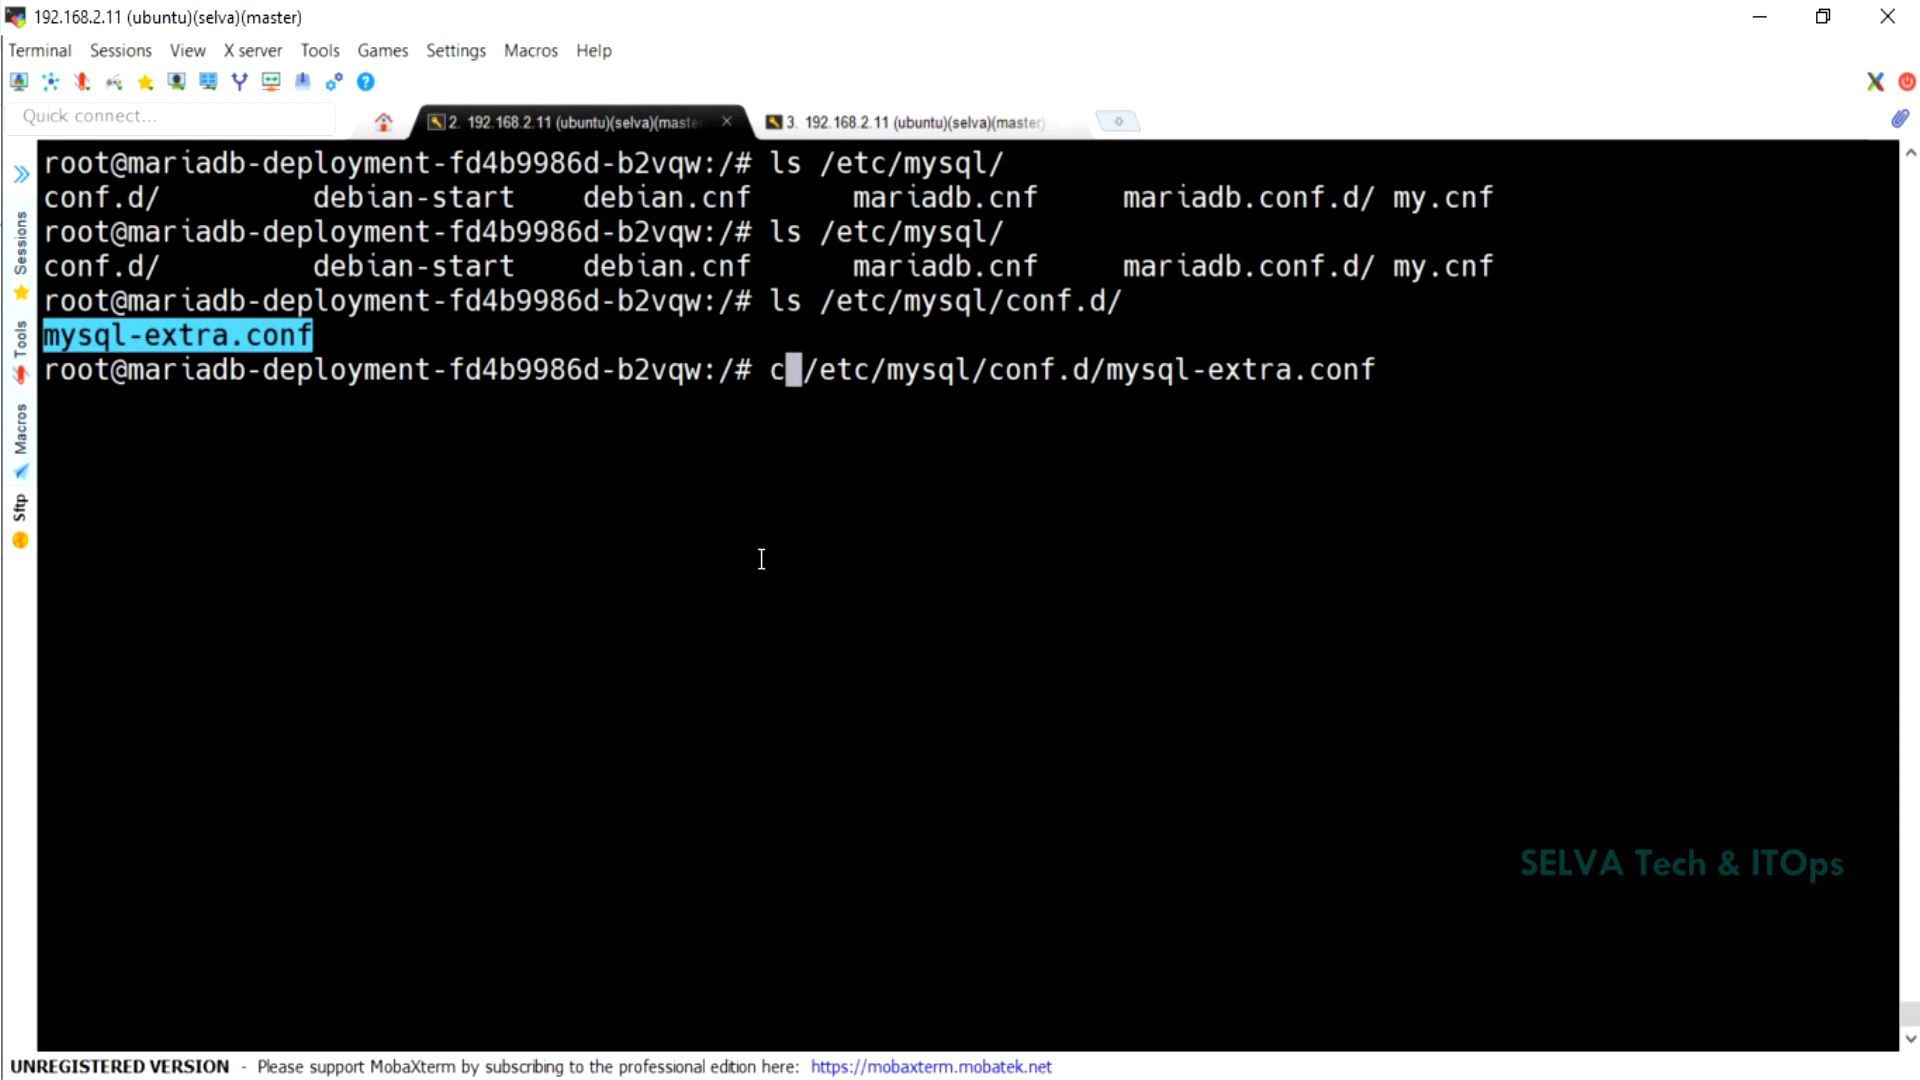 192.168.2.11 (ubuntu)(selva)(master)
Terminal Sessions View X server Tools Games Settings Macros Help
Quick connect...
2. 192.168.2.11 (ubuntu)(selva)(maste
3. 192.168.2.11 (ubuntu)(selva)(master)
Sessions
Tools
Macros
Sftp
root@mariadb-deployment-fd4b9986d-b2vqw:/# ls /etc/mysql/
conf.d/ debian-start debian.cnf mariadb.cnf mariadb.conf.d/ my.cnf
root@mariadb-deployment-fd4b9986d-b2vqw:/# ls /etc/mysql/
conf.d/ debian-start debian.cnf mariadb.cnf mariadb.conf.d/ my.cnf
root@mariadb-deployment-fd4b9986d-b2vqw:/# ls /etc/mysql/conf.d/
mysql-extra.conf
root@mariadb-deployment-fd4b9986d-b2vqw:/# c /etc/mysql/conf.d/mysql-extra.conf
SELVA Tech & ITOps
UNREGISTERED VERSION - Please support MobaXterm by subscribing to the professional edition here: https://mobaxterm.mobatek.net